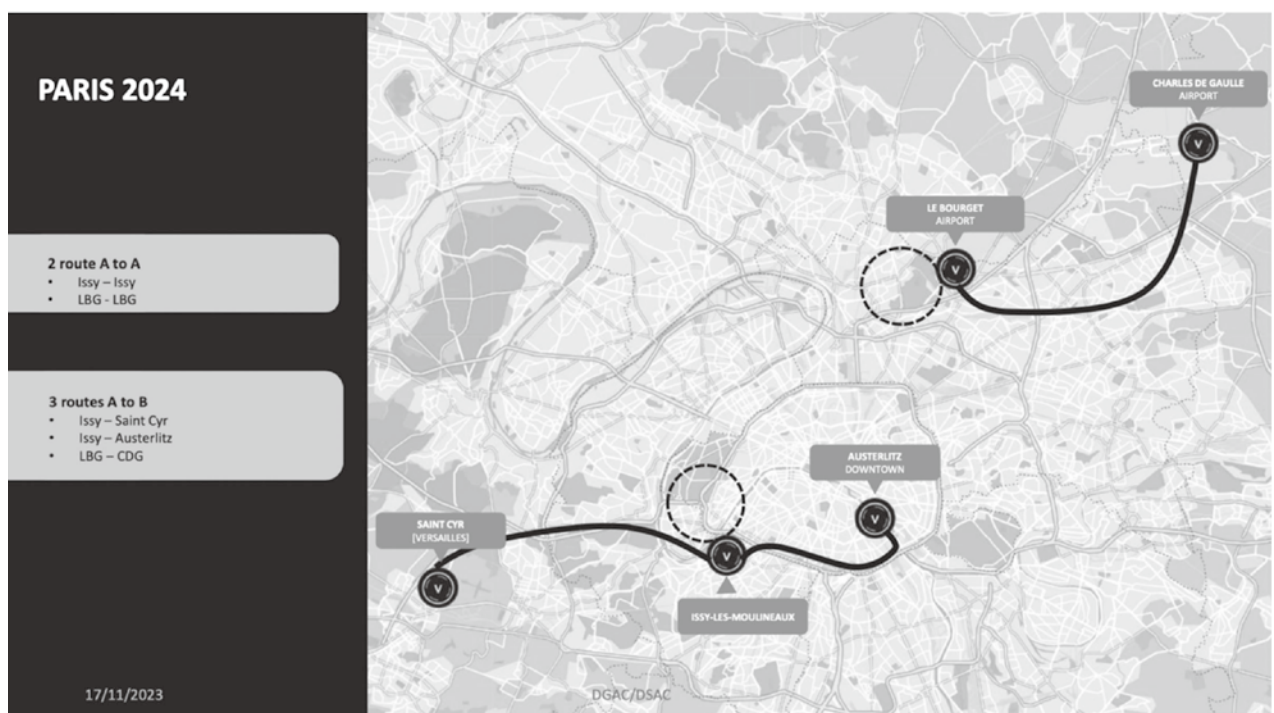 PARIS 2024
2 route A to A
• Issy – Issy
• LBG - LBG
3 routes A to B
• Issy – Saint Cyr
• Issy – Austerlitz
• LBG – CDG
17/11/2023
CHARLES DE GAULLE
AIRPORT
V
LE BOURGET
AIRPORT
V
AUSTERLITZ
DOWNTOWN
V
SAINT CYR
[VERSAILLES]
V
V
ISSY-LES-MOULINEAUX
DGAC/DSAC